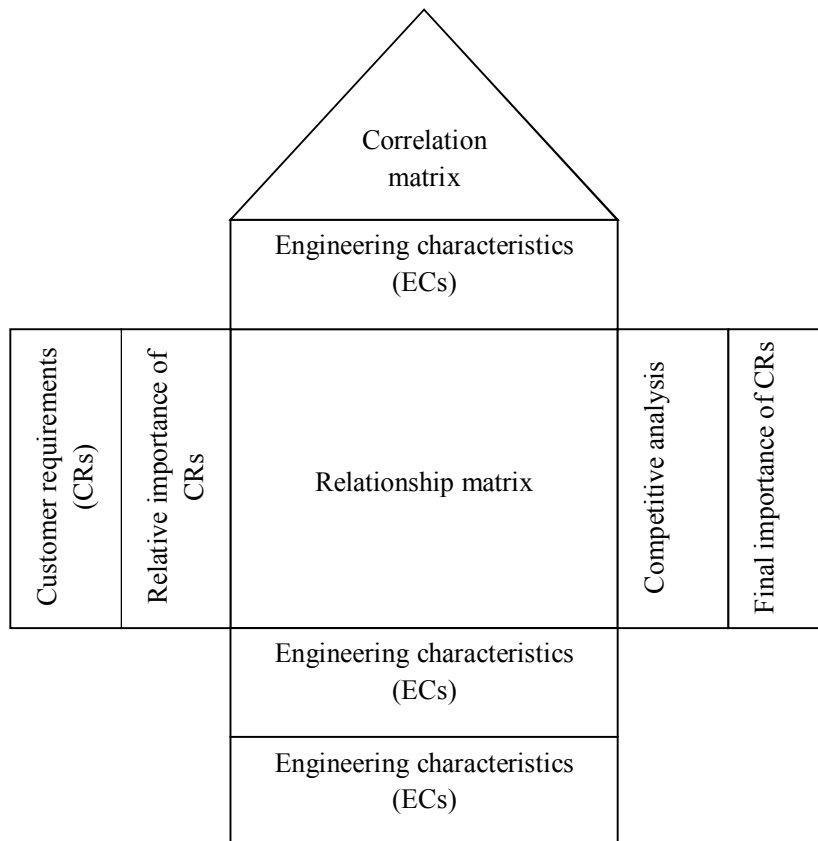 Correlation
matrix
Engineering characteristics
(ECs)
Customer requirements
(CRs)
Relative importance of
CRs
Relationship matrix
Competitive analysis
Final importance of CRs
Engineering characteristics
(ECs)
Engineering characteristics
(ECs)